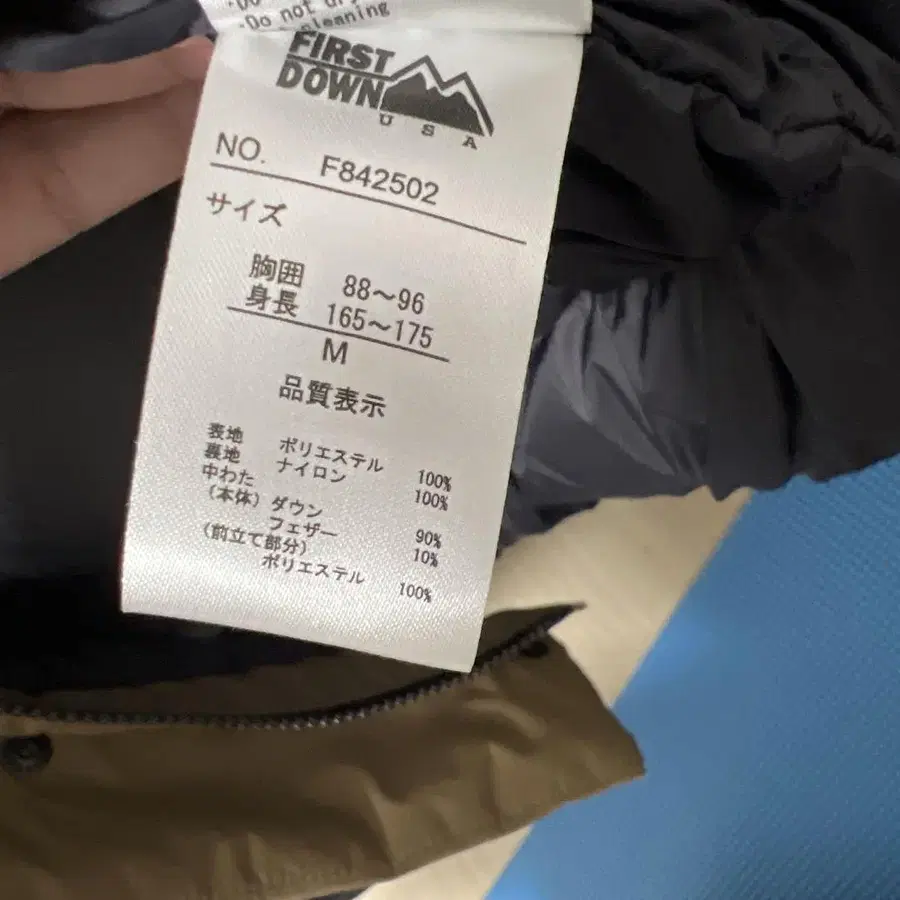 ·Do not dry
Cleaning
FIRST
DOWN
USA
NO. F842502
サイズ
胸囲 88～96
身長 165～175
M
品質表示
表地 ポリエステル 100%
裏地 ナイロン 100%
中わた
(本体) ダウン 90%
フェザー 10%
(前立て部分)
ポリエステル 100%